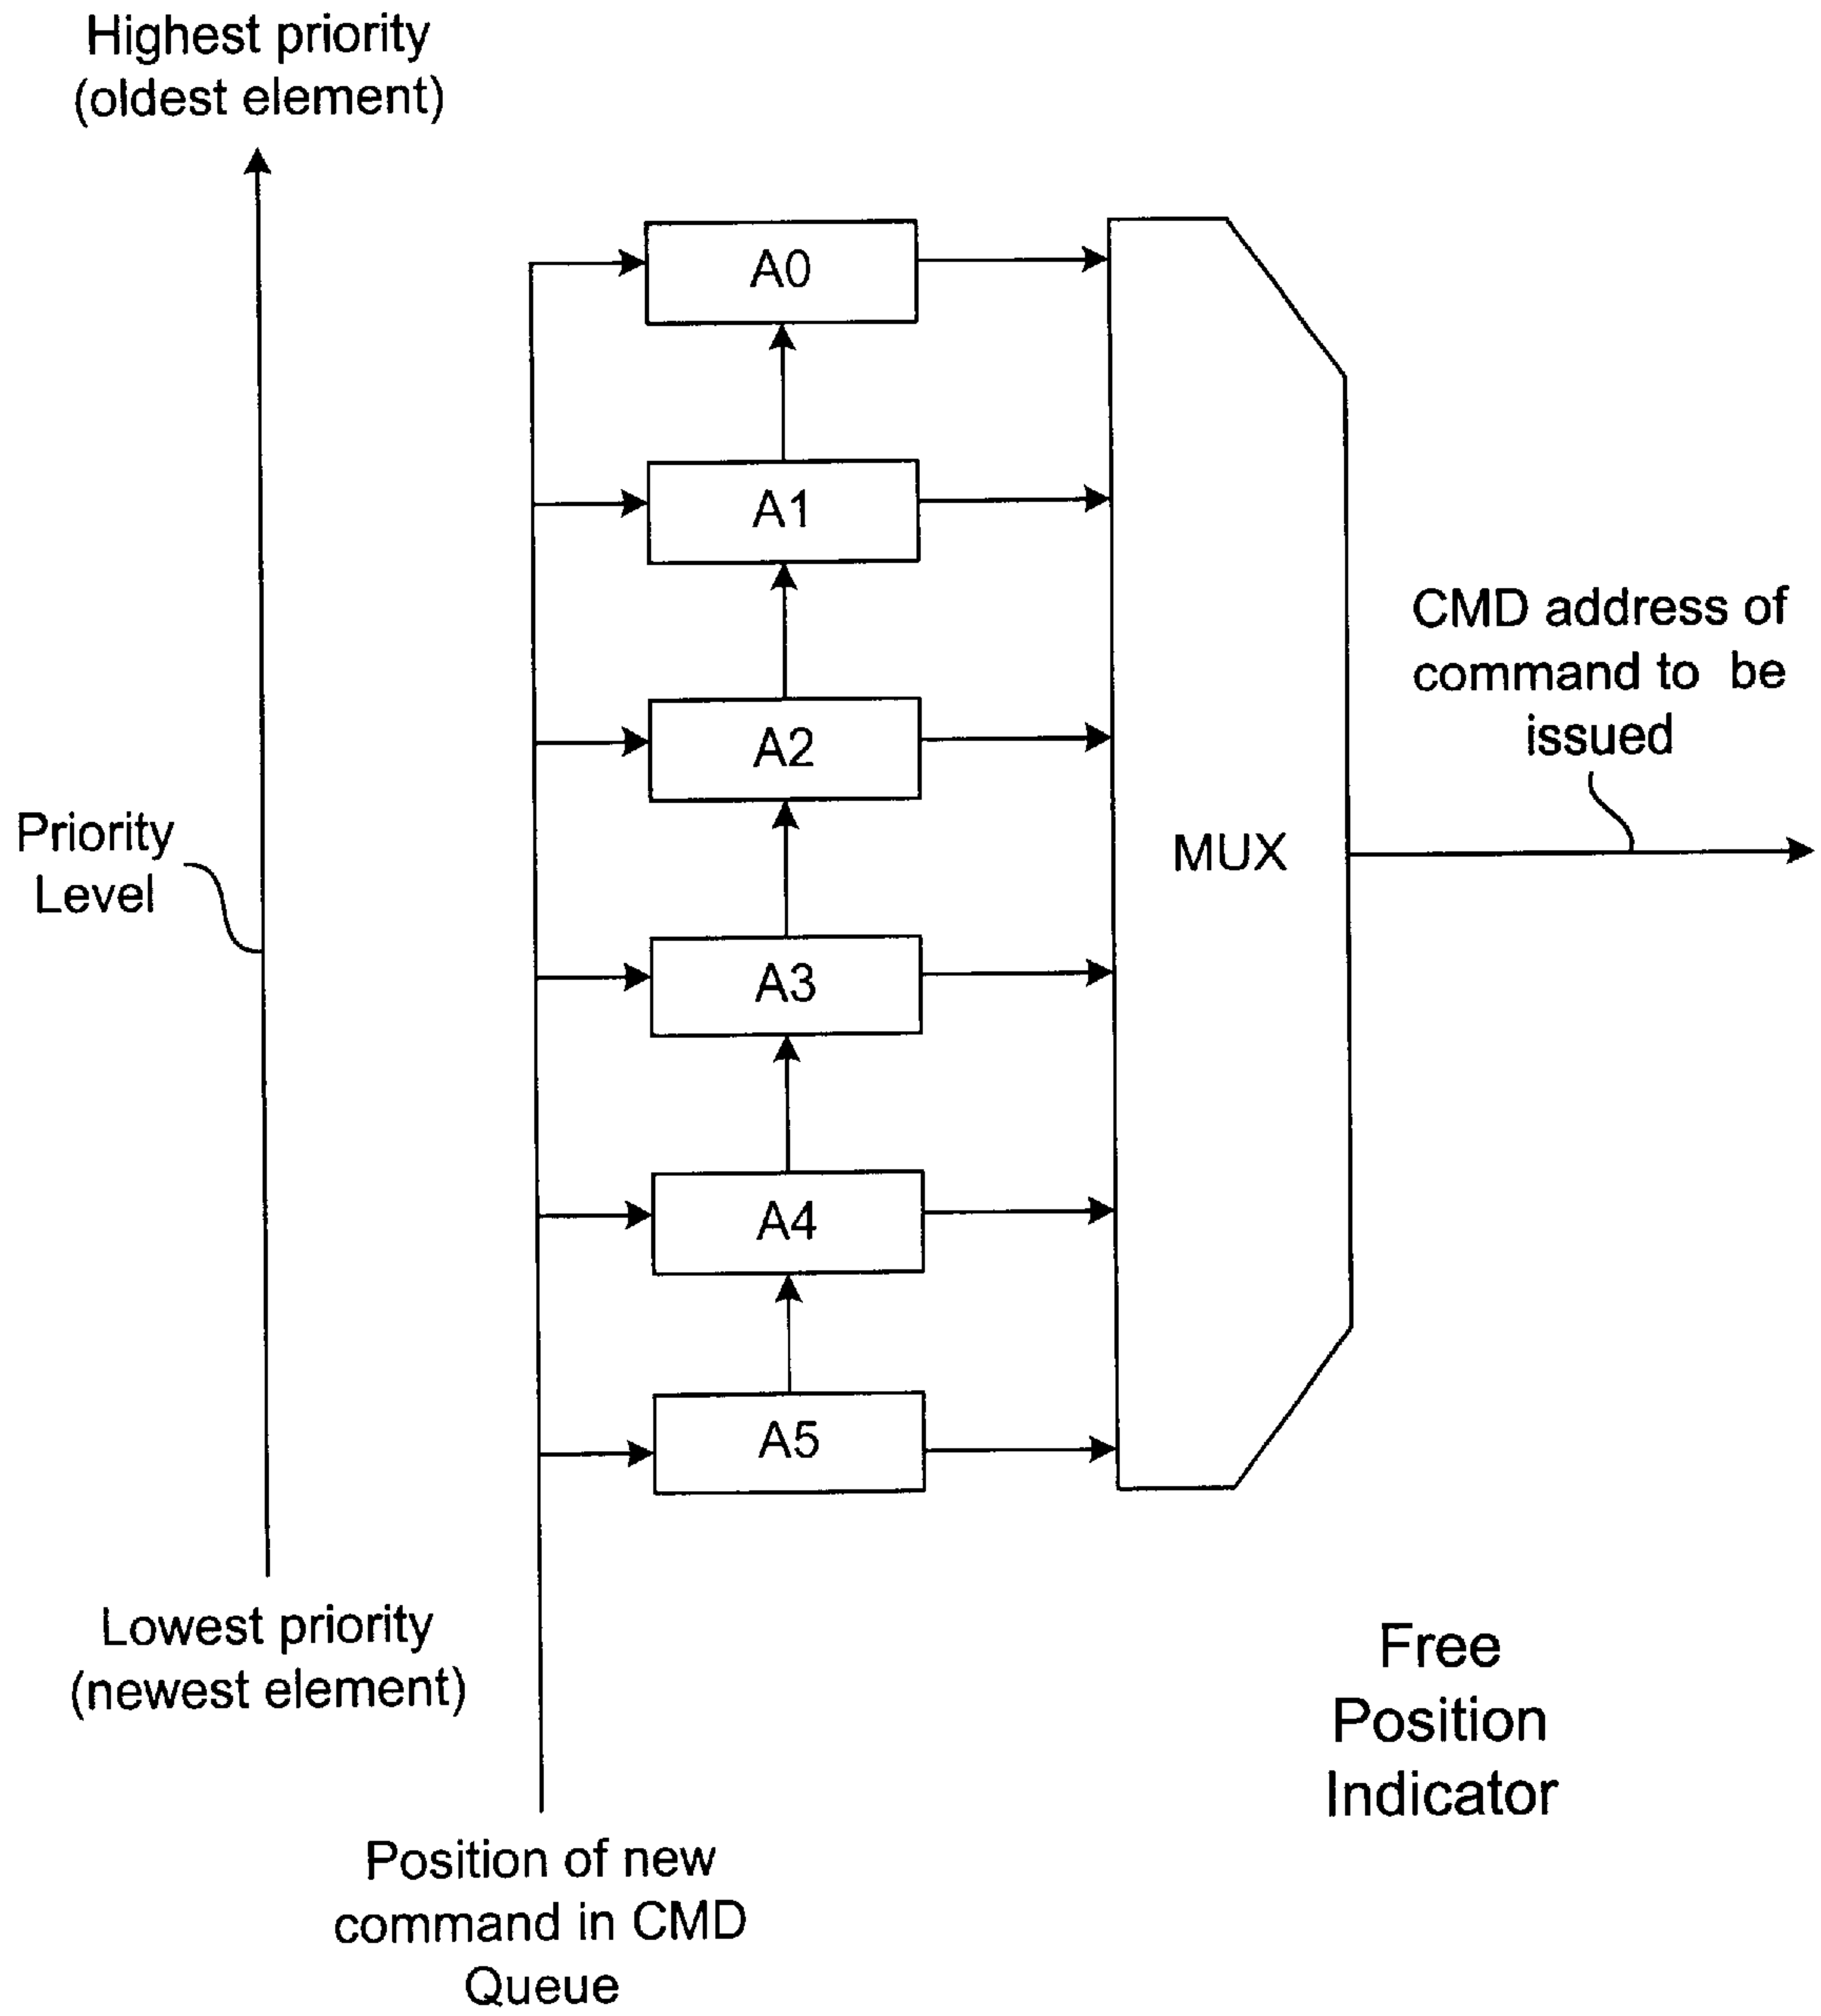 Highest priority
(oldest element)
A0
A1
CMD address of
command to be
issued
A2
Priority
Level
MUX
A3
A4
A5
Lowest priority
(newest element)
Free
Position
Indicator
Position of new
command in CMD
Queue